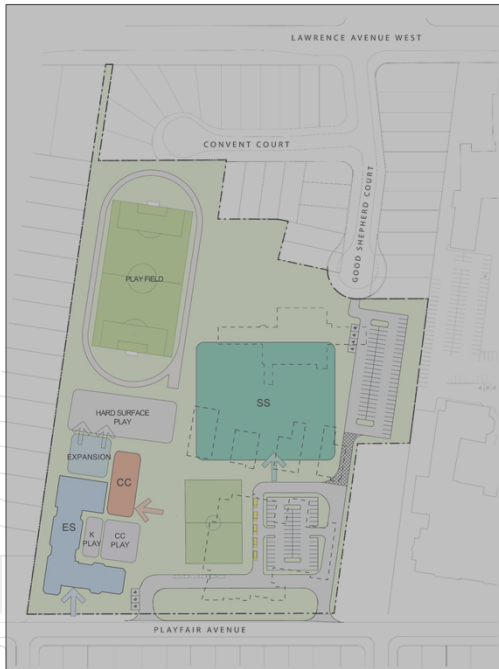 LAWRENCE AVENUE WEST
CONVENT COURT
GOOD SHEPHERD COURT
PLAY FIELD
HARD SURFACE
PLAY
SS
EXPANSION
CC
ES
K
PLAY
CC PLAY
PLAYFAIR AVENUE